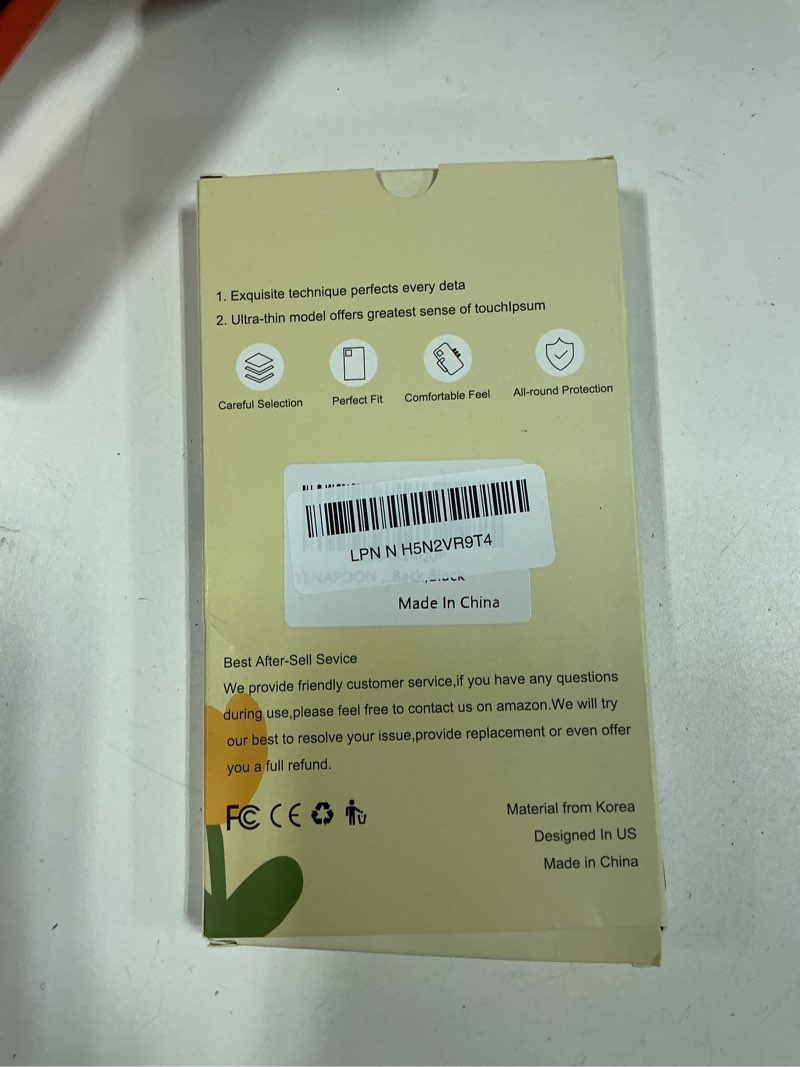 1. Exquisite technique perfects every deta
2. Ultra-thin model offers greatest sense of touchIpsum
Careful Selection
Perfect Fit
Comfortable Feel
All-round Protection
LPN N H5N2VR9T4
YENAPOON ...Back,Black
Made In China
Best After-Sell Sevice
We provide friendly customer service,if you have any questions
during use,please feel free to contact us on amazon.We will try
our best to resolve your issue,provide replacement or even offer
you a full refund.
FC CE
Material from Korea
Designed In US
Made in China